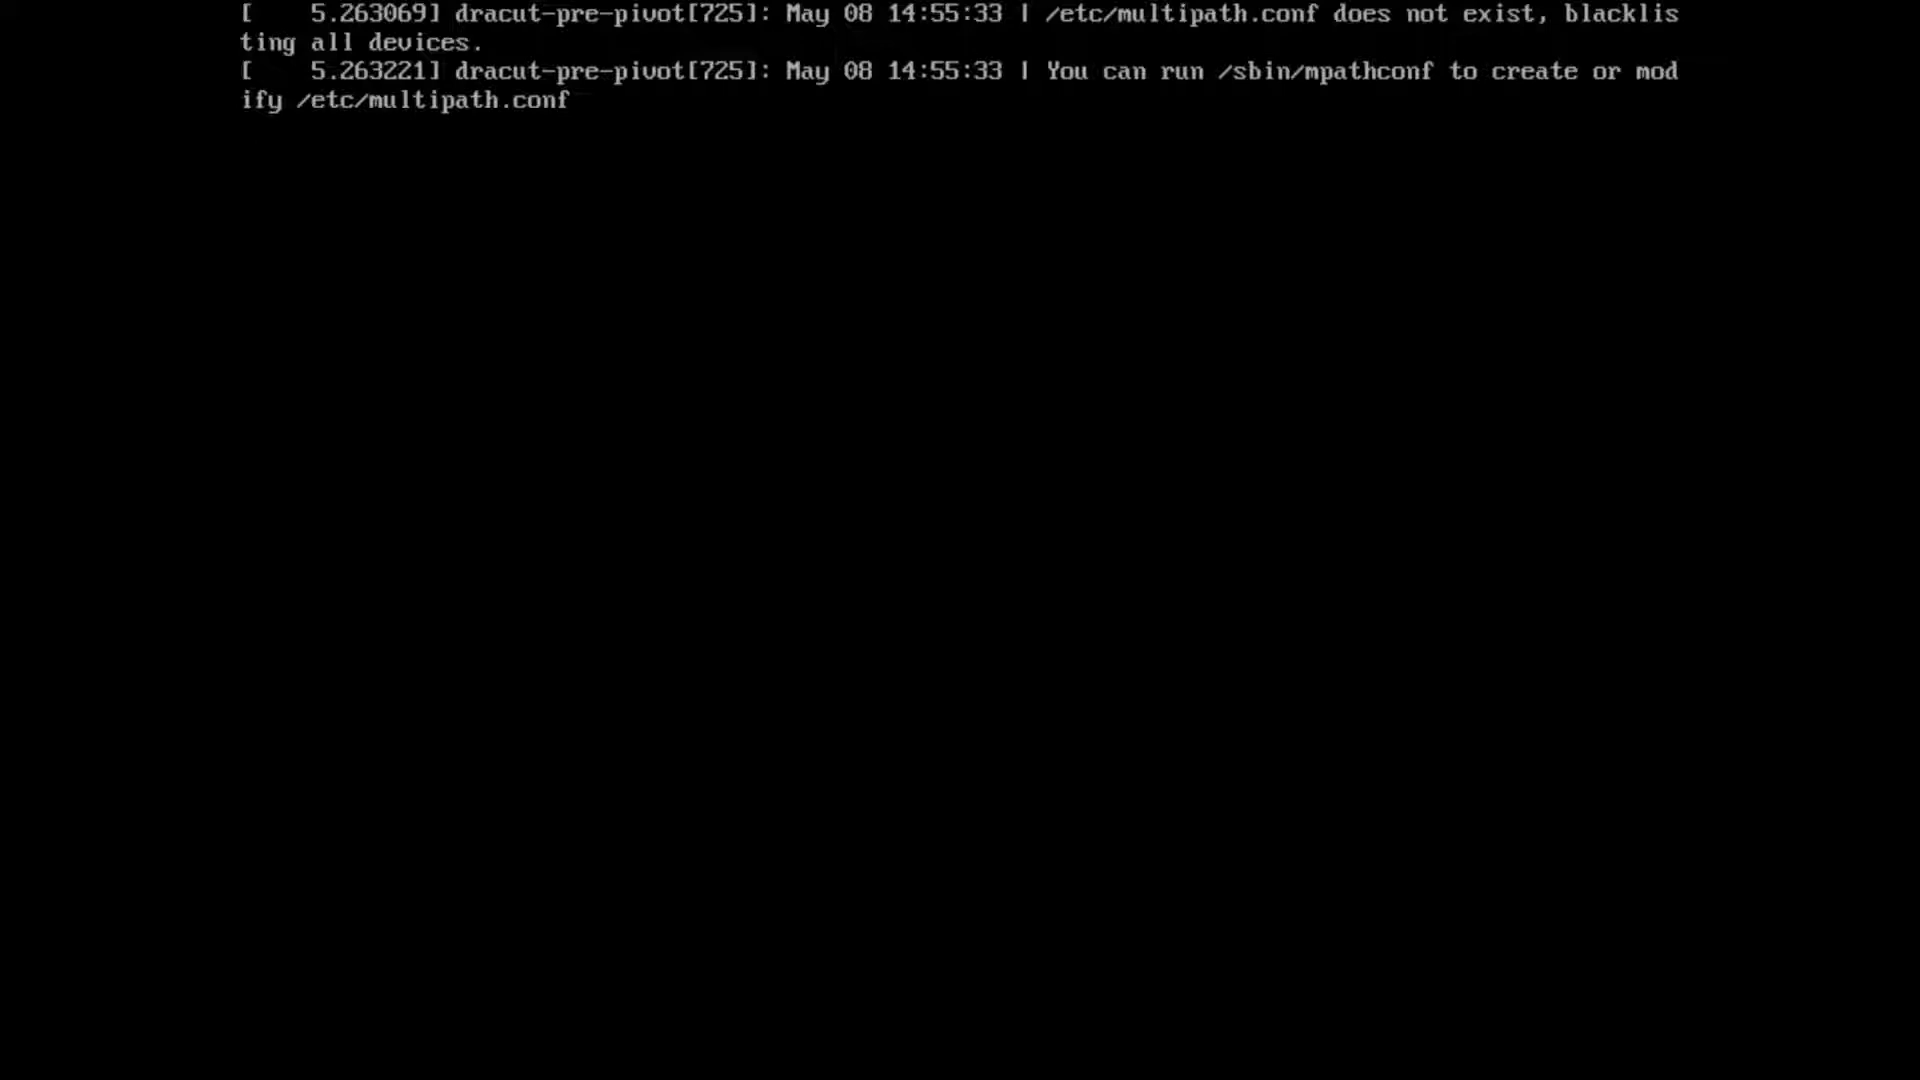 [    5.263069] dracut-pre-pivot[725]: May 08 14:55:33 | /etc/multipath.conf does not exist, blacklis
ting all devices.
[    5.263221] dracut-pre-pivot[725]: May 08 14:55:33 | You can run /sbin/mpathconf to create or mod
ify /etc/multipath.conf